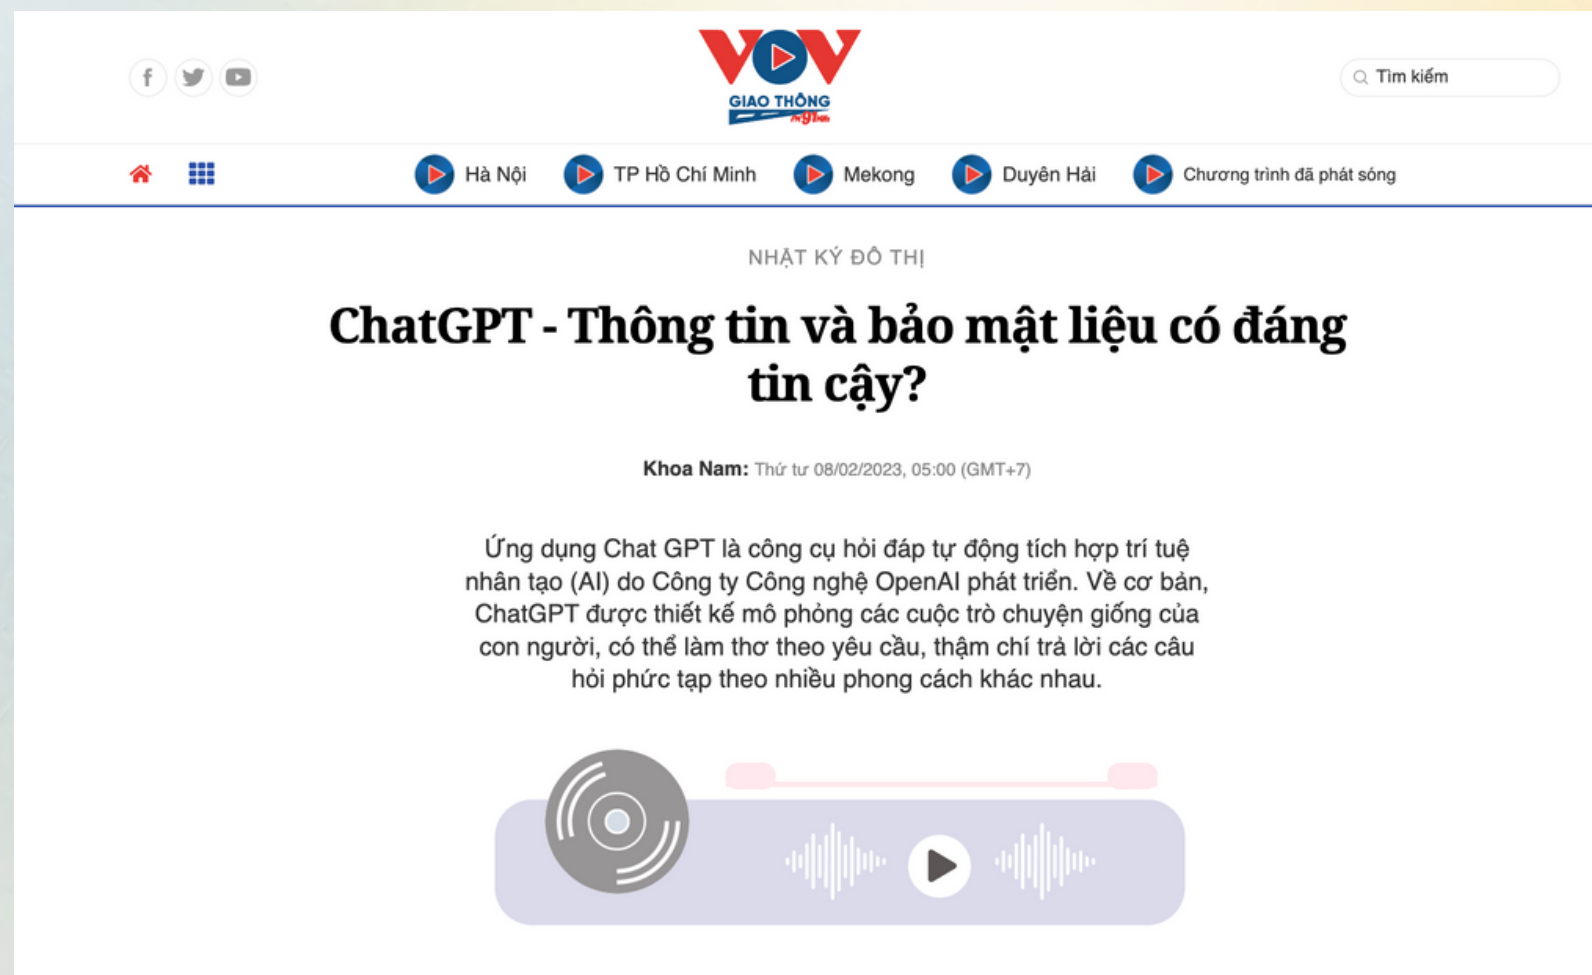 VOV
GIAO THÔNG
Tìm kiếm
Hà Nội
TP Hồ Chí Minh
Mekong
Duyên Hải
Chương trình đã phát sóng
NHẬT KÝ ĐÔ THỊ
ChatGPT - Thông tin và bảo mật liệu có đáng
tin cậy?
Khoa Nam: Thứ tư 08/02/2023, 05:00 (GMT+7)
Ứng dụng Chat GPT là công cụ hỏi đáp tự động tích hợp trí tuệ
nhân tạo (AI) do Công ty Công nghệ OpenAI phát triển. Về cơ bản,
ChatGPT được thiết kế mô phỏng các cuộc trò chuyện giống của
con người, có thể làm thơ theo yêu cầu, thậm chí trả lời các câu
hỏi phức tạp theo nhiều phong cách khác nhau.